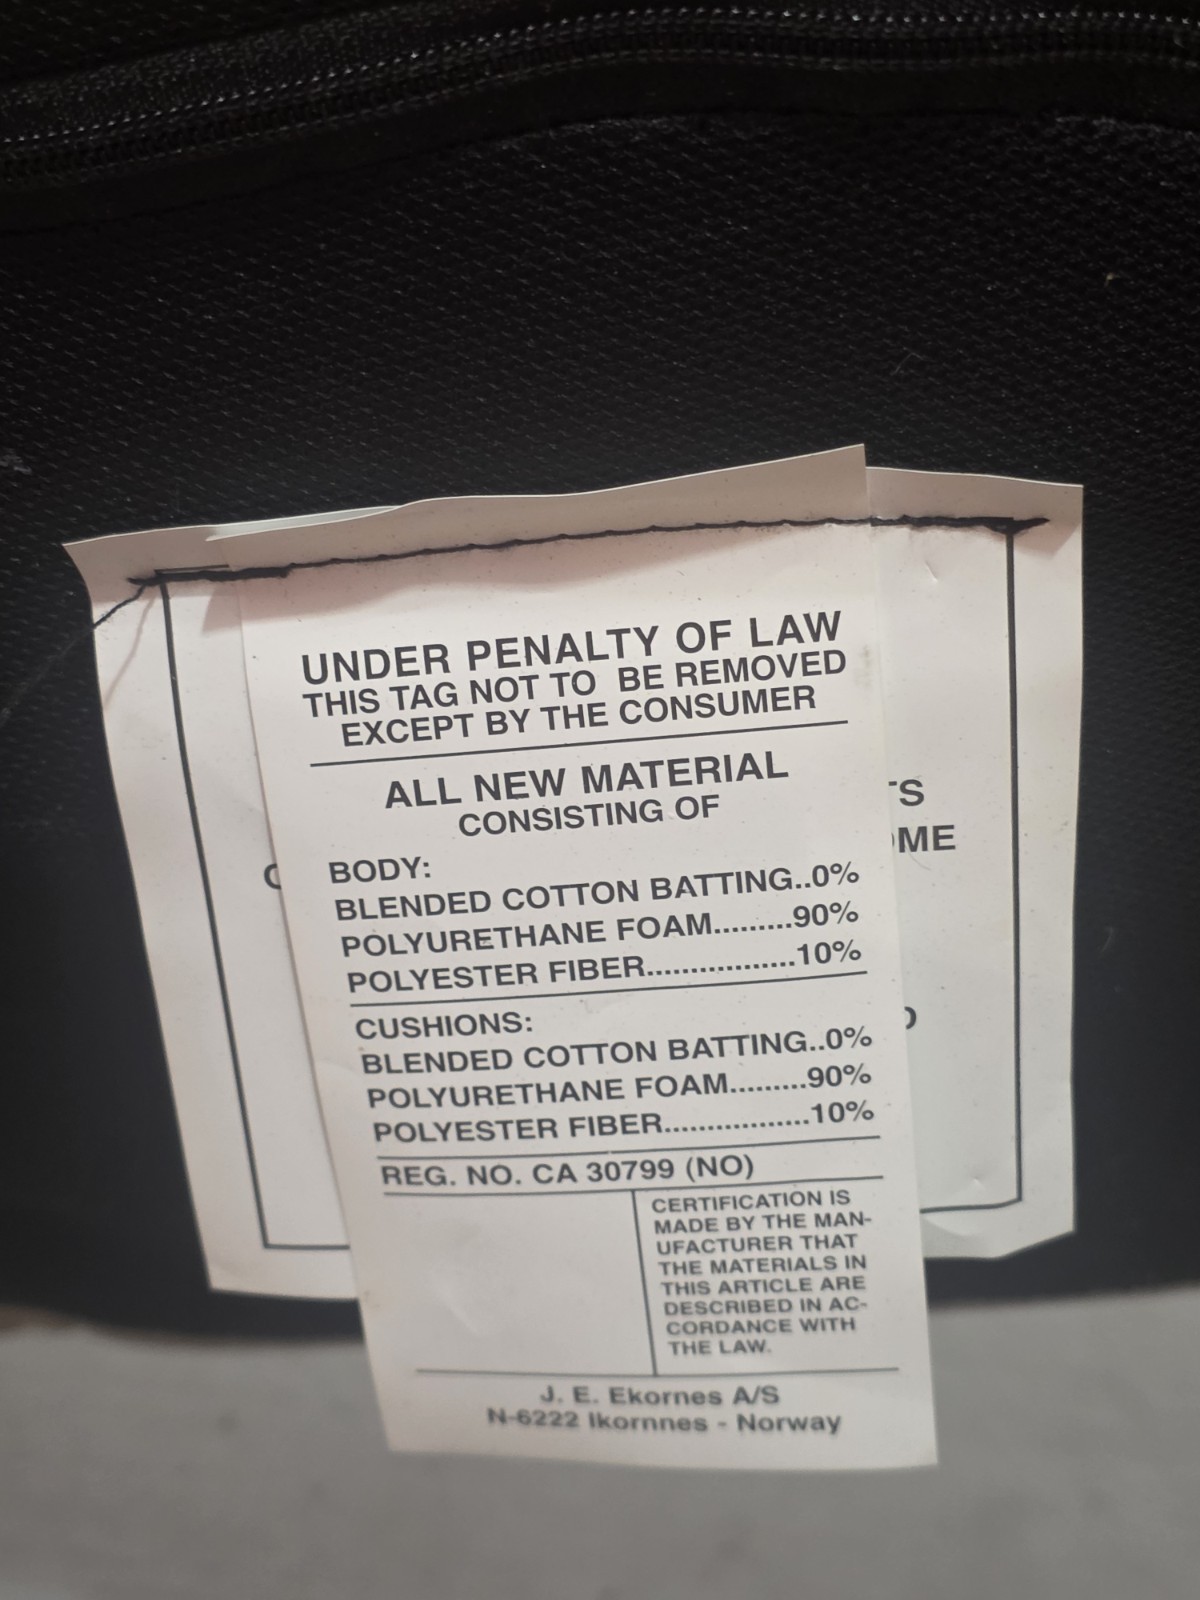 UNDER PENALTY OF LAW
THIS TAG NOT TO BE REMOVED
EXCEPT BY THE CONSUMER
ALL NEW MATERIAL
CONSISTING OF
BODY:
BLENDED COTTON BATTING..0%
POLYURETHANE FOAM.........90%
POLYESTER FIBER.................10%
CUSHIONS:
BLENDED COTTON BATTING..0%
POLYURETHANE FOAM.........90%
POLYESTER FIBER.................10%
REG. NO. CA 30799 (NO)
CERTIFICATION IS
MADE BY THE MAN-
UFACTURER THAT
THE MATERIALS IN
THIS ARTICLE ARE
DESCRIBED IN AC-
CORDANCE WITH
THE LAW.
J. E. Ekornes A/S
N-6222 Ikornnes - Norway